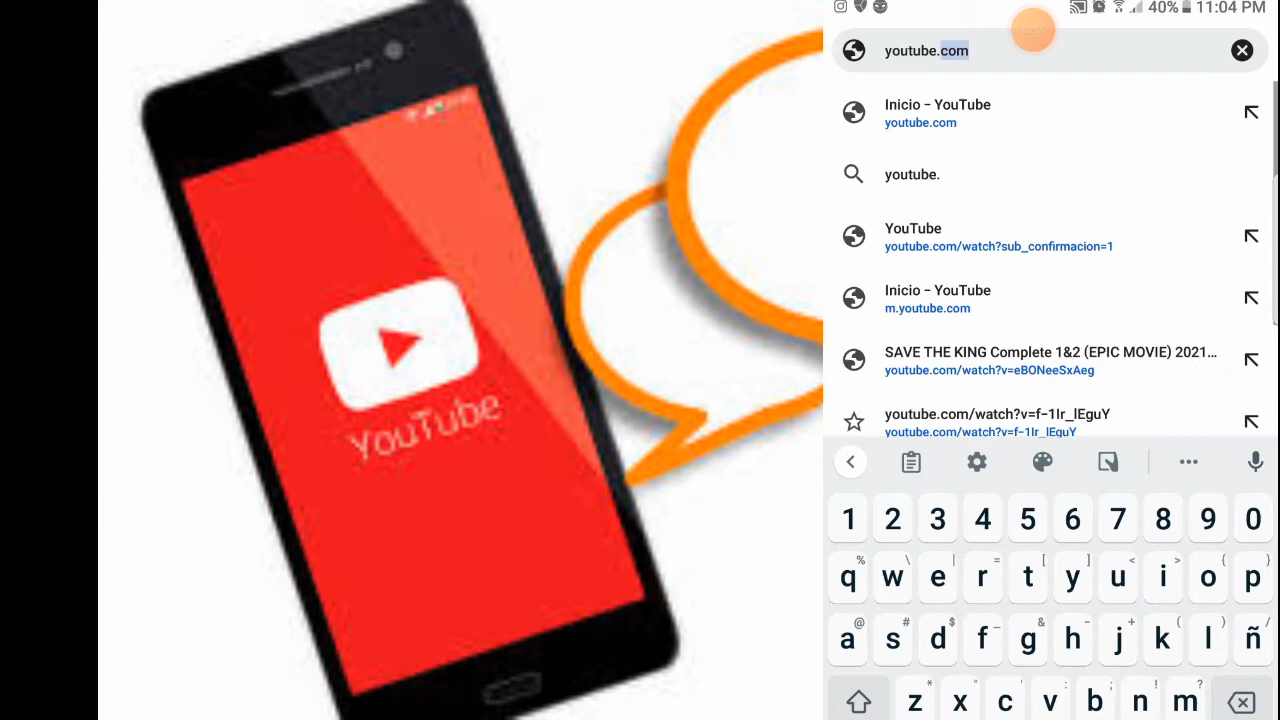 YouTube
40% 11:04 PM
youtube.com
Inicio - YouTube
youtube.com
youtube.
YouTube
youtube.com/watch?sub_confirmacion=1
Inicio - YouTube
m.youtube.com
SAVE THE KING Complete 1&2 (EPIC MOVIE) 2021...
youtube.com/watch?v=eBONeeSxAeg
youtube.com/watch?v=f-1Ir_lEguY
youtube.com/watch?v=f-1Ir_lEguY
1 2 3 4 5 6 7 8 9 0
% \ | = [ ] < > { }
q w e r t y u i o p
@ # $ _ & - + ( ) /
a s d f g h j k l ñ
* " ' : ; ! ?
z x c v b n m